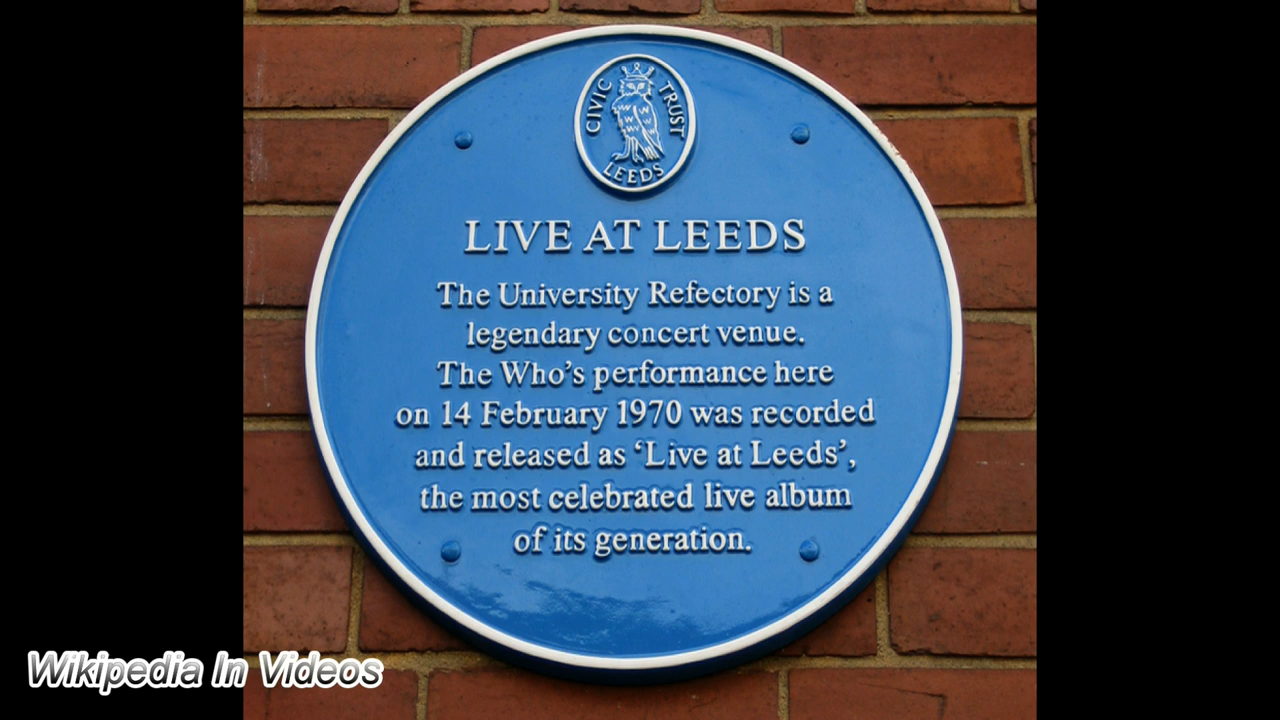 CIVIC TRUST
LEEDS
LIVE AT LEEDS
The University Refectory is a
legendary concert venue.
The Who's performance here
on 14 February 1970 was recorded
and released as ‘Live at Leeds’,
the most celebrated live album
of its generation.
Wikipedia In Videos